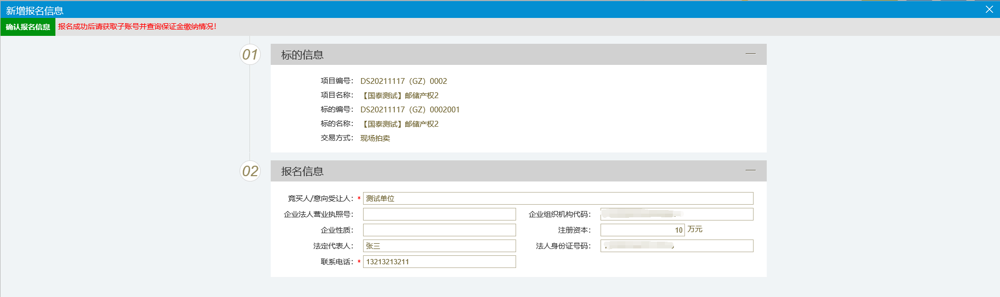 新增报名信息
确认报名信息 报名成功后请获取子账号并查询保证金缴纳情况！
01 标的信息
项目编号： DS20211117（GZ）0002
项目名称： 【国泰测试】邮储产权2
标的编号： DS20211117（GZ）0002001
标的名称： 【国泰测试】邮储产权2
交易方式： 现场拍卖
02 报名信息
竞买人/意向受让人：* 测试单位
企业法人营业执照号： 企业组织机构代码：
企业性质： 注册资本： 10 万元
法定代表人： 张三 法人身份证号码：
联系电话：* 13213213211